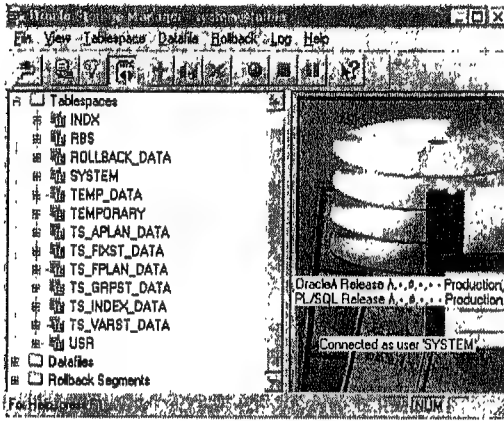 File View Tablespace Datafile Rollback Log Help
Tablespaces
INDX
RBS
ROLLBACK_DATA
SYSTEM
TEMP_DATA
TEMPORARY
TS_APLAN_DATA
TS_FIXST_DATA
TS_FPLAN_DATA
TS_GRPST_DATA
TS_INDEX_DATA
TS_VARST_DATA
USR
Datafiles
Rollback Segments
Release
Production
PL/SQL Release
Production
Connected as user 'SYSTEM'
NUM